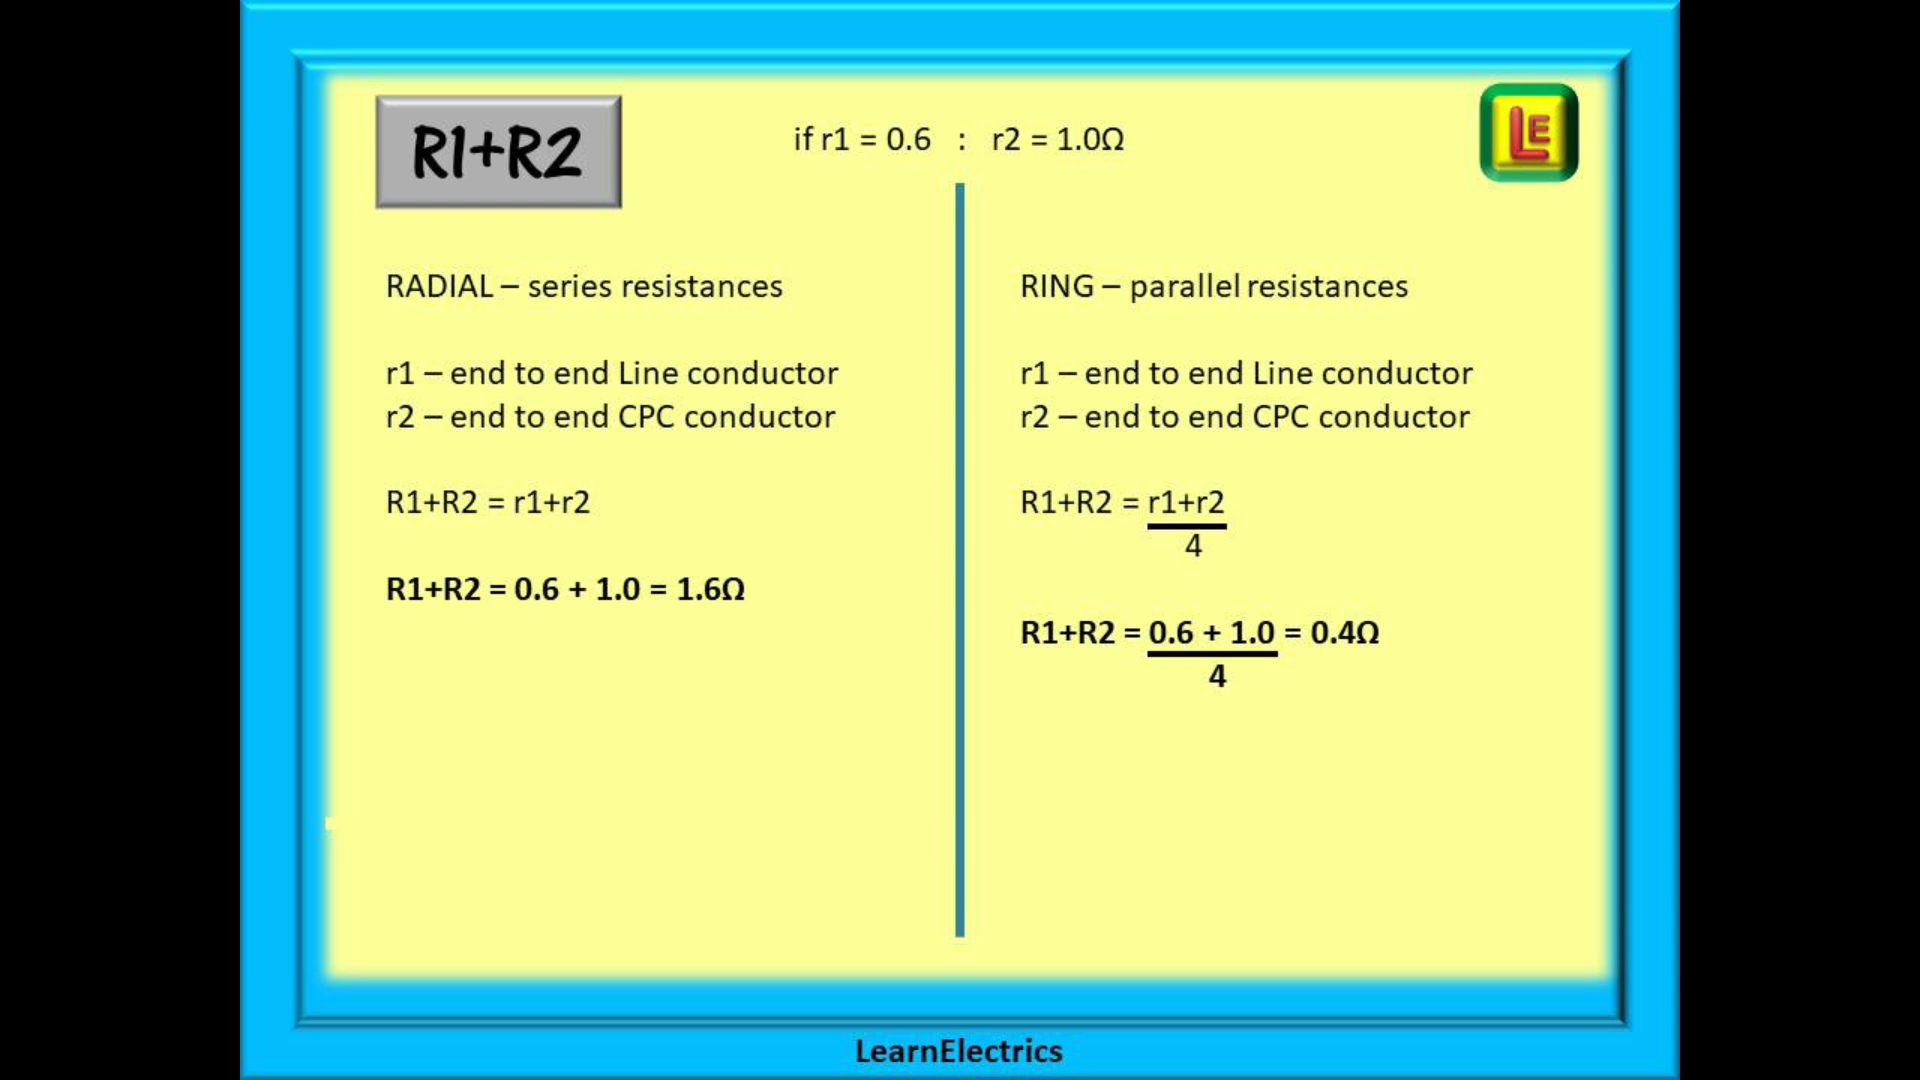 R1+R2
if r1 = 0.6 : r2 = 1.0Ω
LE
RADIAL – series resistances
r1 – end to end Line conductor
r2 – end to end CPC conductor
R1+R2 = r1+r2
R1+R2 = 0.6 + 1.0 = 1.6Ω
RING – parallel resistances
r1 – end to end Line conductor
r2 – end to end CPC conductor
R1+R2 = r1+r2
4
R1+R2 = 0.6 + 1.0 = 0.4Ω
4
LearnElectrics